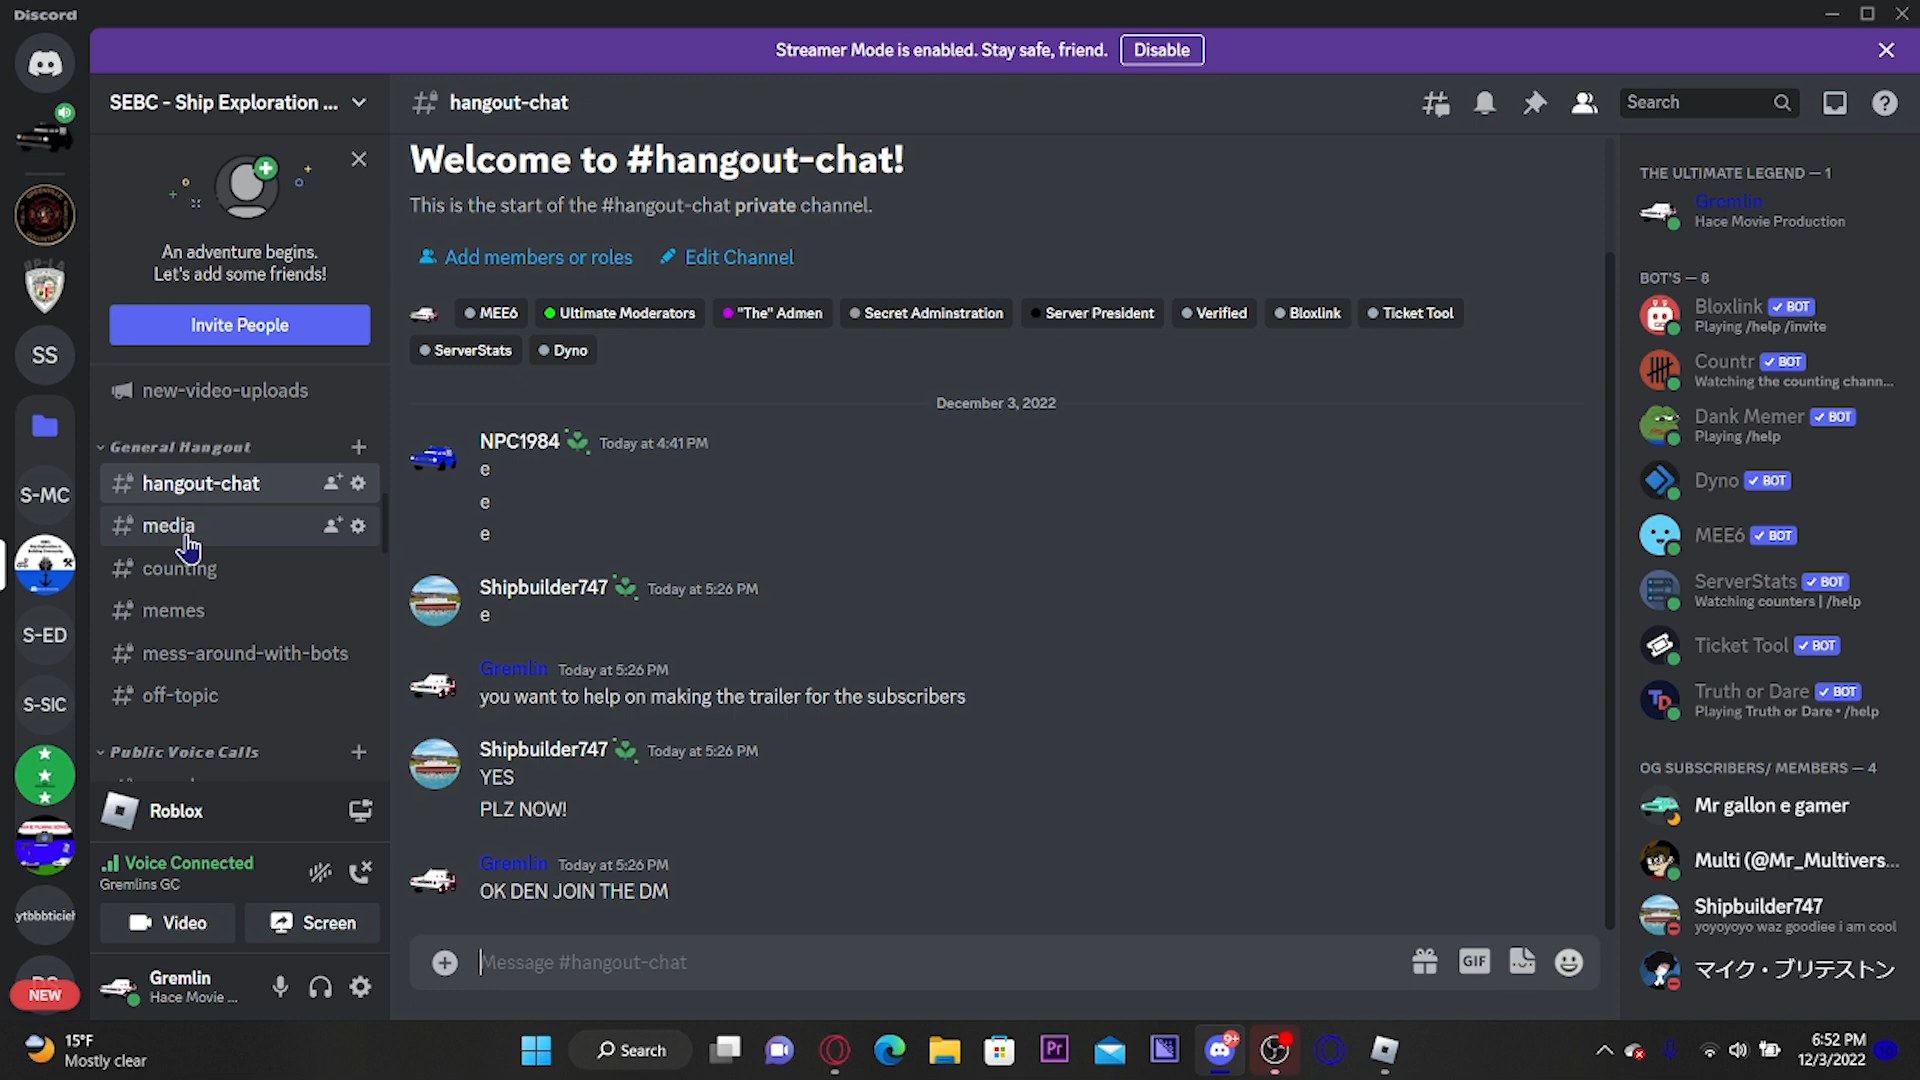 Discord
Streamer Mode is enabled. Stay safe, friend.
Disable
SEBC - Ship Exploration ...
hangout-chat
Search
An adventure begins.
Let's add some friends!
Invite People
new-video-uploads
General Hangout
hangout-chat
media
counting
memes
mess-around-with-bots
off-topic
Public Voice Calls
Roblox
Voice Connected
Gremlins GC
Video
Screen
Gremlin
Hace Movie ...
SS
S-MC
S-ED
S-SIC
NEW
Welcome to #hangout-chat!
This is the start of the #hangout-chat private channel.
Add members or roles
Edit Channel
MEE6
Ultimate Moderators
"The" Admen
Secret Adminstration
Server President
Verified
Bloxlink
Ticket Tool
ServerStats
Dyno
December 3, 2022
NPC1984 Today at 4:41 PM
e
e
e
Shipbuilder747 Today at 5:26 PM
e
Gremlin Today at 5:26 PM
you want to help on making the trailer for the subscribers
Shipbuilder747 Today at 5:26 PM
YES
PLZ NOW!
Gremlin Today at 5:26 PM
OK DEN JOIN THE DM
Message #hangout-chat
GIF
THE ULTIMATE LEGEND — 1
Gremlin
Hace Movie Production
BOT'S — 8
Bloxlink BOT
Playing /help /invite
Countr BOT
Watching the counting chann...
Dank Memer BOT
Playing /help
Dyno BOT
MEE6 BOT
ServerStats BOT
Watching counters | /help
Ticket Tool BOT
Truth or Dare BOT
Playing Truth or Dare • /help
OG SUBSCRIBERS/ MEMBERS — 4
Mr gallon e gamer
Multi (@Mr_Multivers...
Shipbuilder747
yoyoyoyo waz goodiee i am cool
マイク・ブリテストン
15°F
Mostly clear
Search
Pr
9+
6:52 PM
12/3/2022